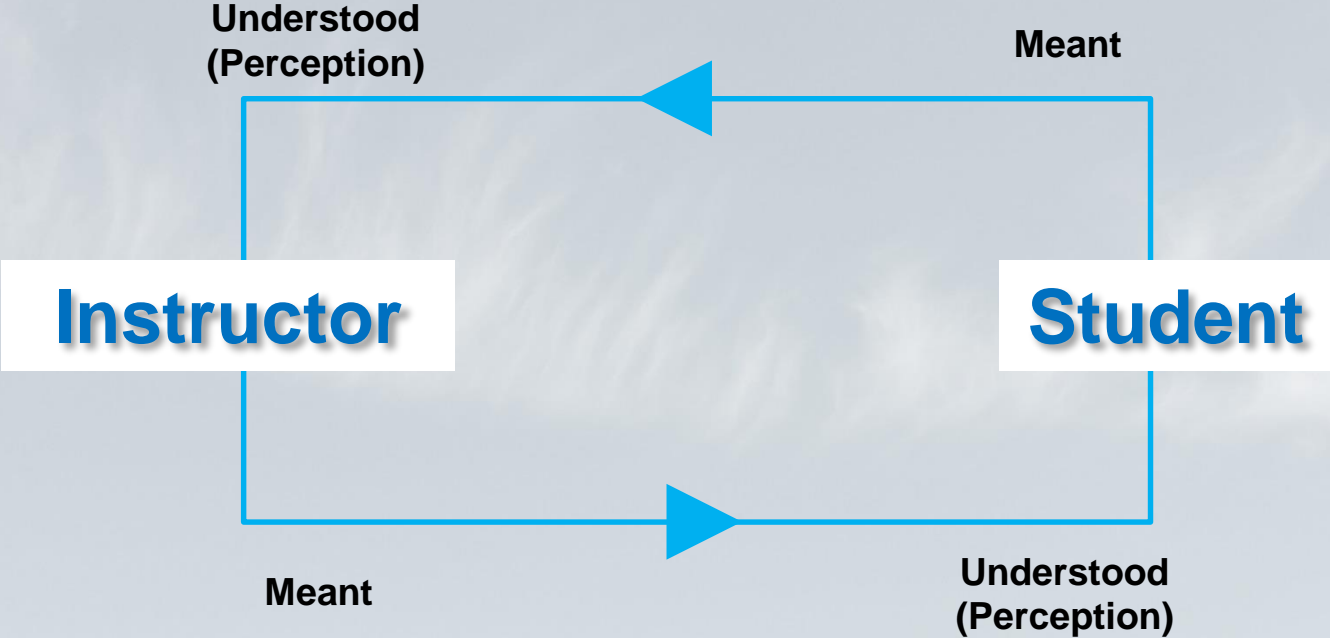 Understood
(Perception)
Meant
Instructor
Student
Meant
Understood
(Perception)